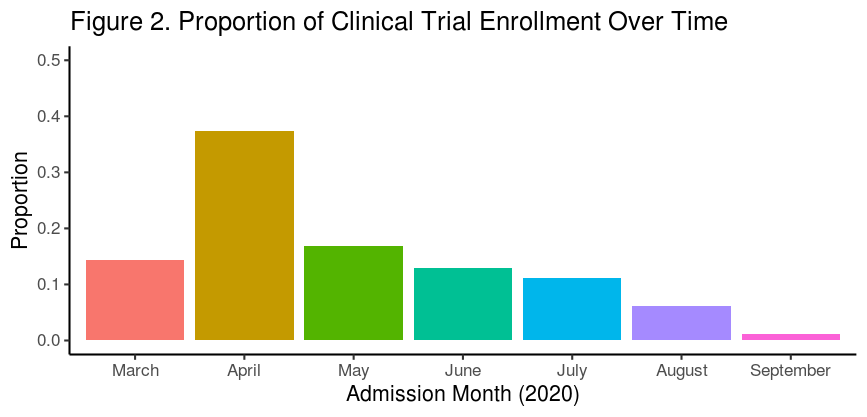 Figure 2. Proportion of Clinical Trial Enrollment Over Time
0.5
0.4
0.3
0.2
0.1
0.0
Proportion
March April May June July August September
Admission Month (2020)